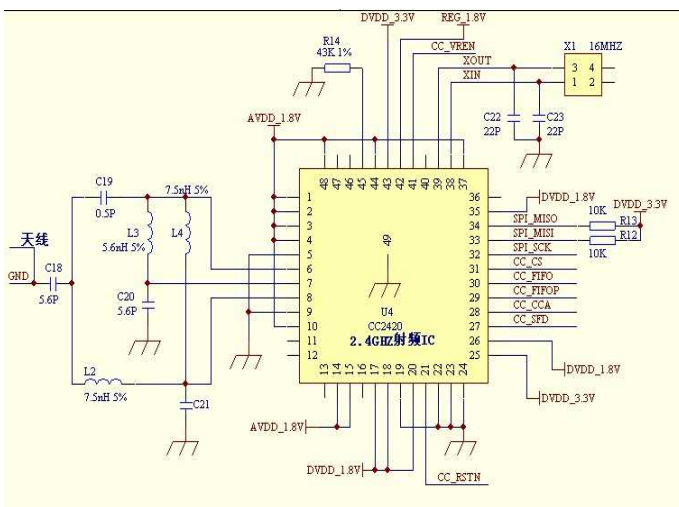 DVDD_3.3V
REG_1.8V
R14
43K 1%
CC_VREN
XOUT
XIN
X1 16MHZ
3 4
1 2
C22
22P
C23
22P
AVDD_1.8V
48 47 46 45 44 43 42 41 40 39 38 37
C19
0.5P
7.5nH 5%
L3
5.6nH 5%
L4
天线
GND
C18
5.6P
C20
5.6P
L2
7.5nH 5%
C21
1
2
3
4
5
6
7
8
9
10
11
12
49
U4
CC2420
2.4GHZ射频IC
36
35
34
33
32
31
30
29
28
27
26
25
DVDD_1.8V
DVDD_3.3V
SPI_MISO
10K
R13
SPI_MISI
R12
SPI_SCK
10K
CC_CS
CC_FIFO
CC_FIFOP
CC_CCA
CC_SFD
DVDD_1.8V
DVDD_3.3V
13 14 15 16 17 18 19 20 21 22 23 24
AVDD_1.8V
DVDD_1.8V
CC_RSTN